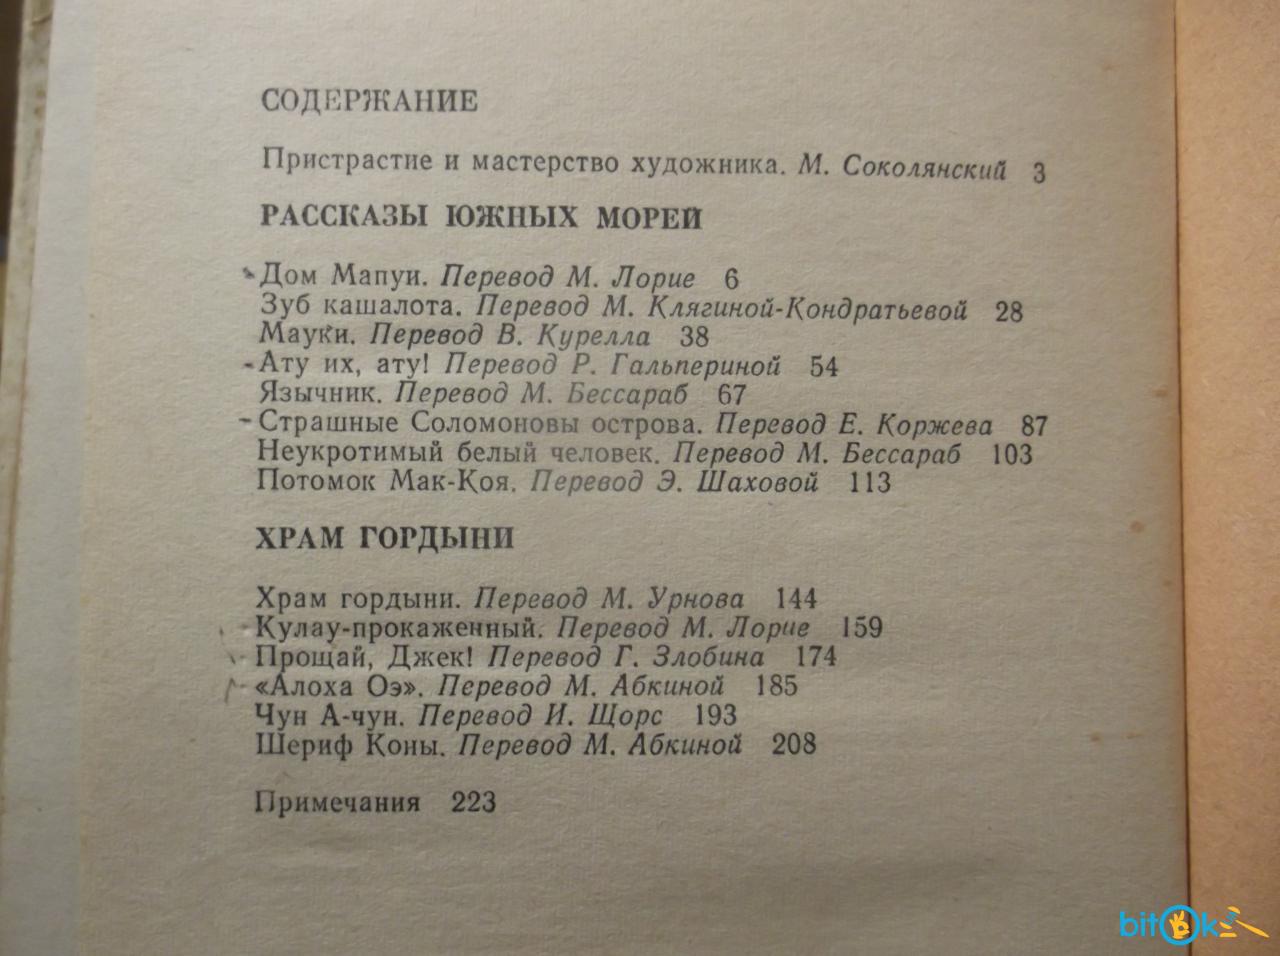 СОДЕРЖАНИЕ
Пристрастие и мастерство художника. М. Соколянский 3
РАССКАЗЫ ЮЖНЫХ МОРЕЙ
Дом Мапуи. Перевод М. Лорие 6
Зуб кашалота. Перевод М. Клягиной-Кондратьевой 28
Мауки. Перевод В. Курелла 38
Ату их, ату! Перевод Р. Гальпериной 54
Язычник. Перевод М. Бессараб 67
Страшные Соломоновы острова. Перевод Е. Коржева 87
Неукротимый белый человек. Перевод М. Бессараб 103
Потомок Мак-Коя. Перевод Э. Шаховой 113
ХРАМ ГОРДЫНИ
Храм гордыни. Перевод М. Урнова 144
Кулау-прокаженный. Перевод М. Лорие 159
Прощай, Джек! Перевод Г. Злобина 174
«Алоха Оэ». Перевод М. Абкиной 185
Чун А-чун. Перевод И. Щорс 193
Шериф Коны. Перевод М. Абкиной 208
Примечания 223
bitOk